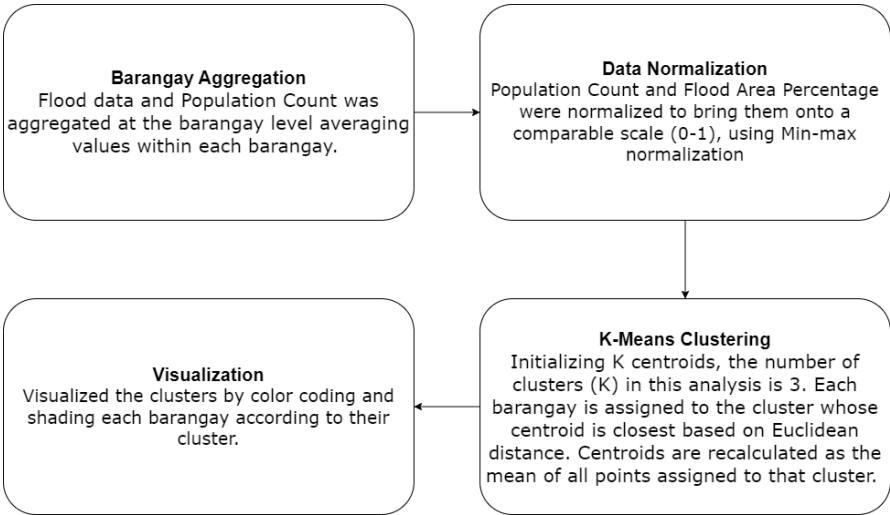 Barangay Aggregation
Flood data and Population Count was
aggregated at the barangay level averaging
values within each barangay.
Data Normalization
Population Count and Flood Area Percentage
were normalized to bring them onto a
comparable scale (0-1), using Min-max
normalization
K-Means Clustering
Initializing K centroids, the number of
clusters (K) in this analysis is 3. Each
barangay is assigned to the cluster whose
centroid is closest based on Euclidean
distance. Centroids are recalculated as the
mean of all points assigned to that cluster.
Visualization
Visualized the clusters by color coding and
shading each barangay according to their
cluster.